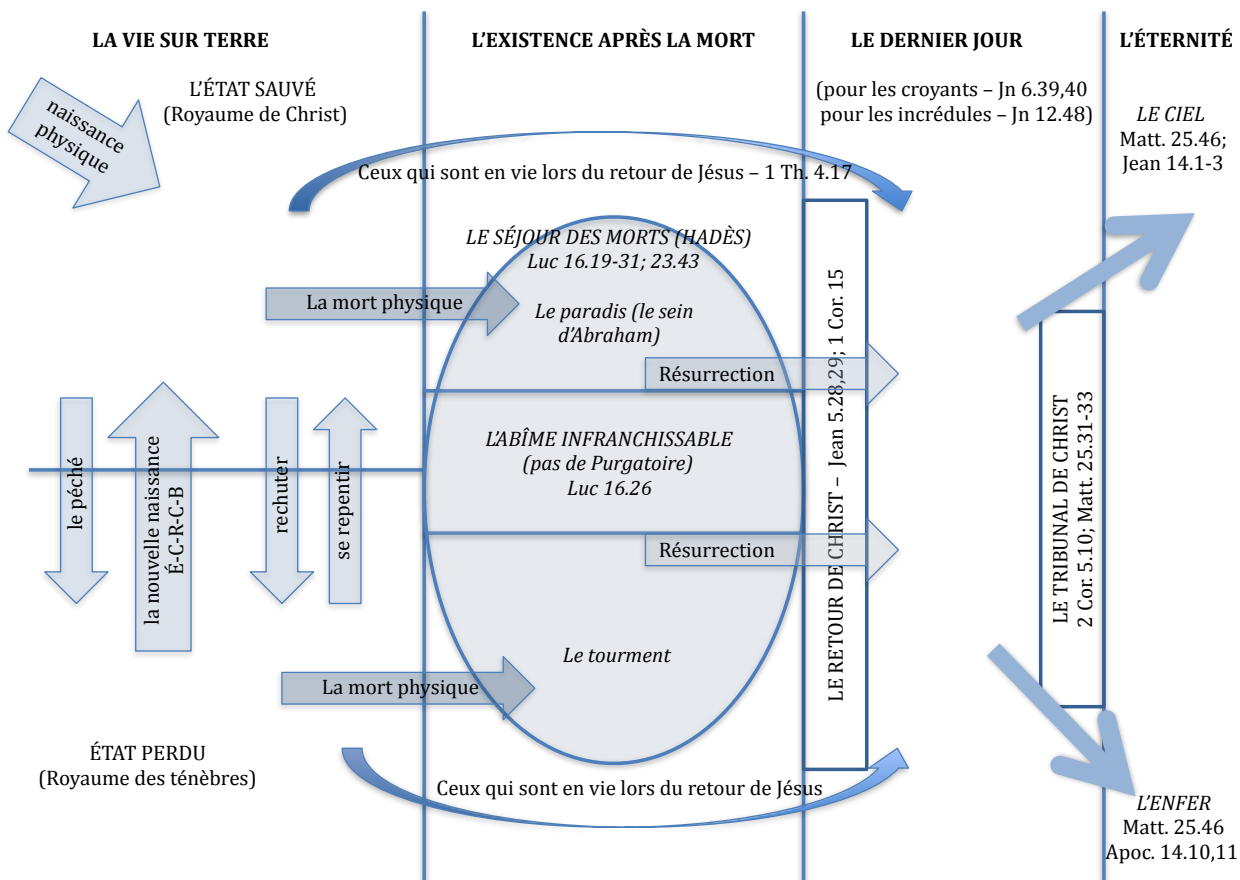 LA VIE SUR TERRE
L'EXISTENCE APRÈS LA MORT
LE DERNIER JOUR
L'ÉTERNITÉ
naissance
physique
L'ÉTAT SAUVÉ
(Royaume de Christ)
(pour les croyants – Jn 6.39,40
pour les incrédules – Jn 12.48)
LE CIEL
Matt. 25.46;
Jean 14.1-3
Ceux qui sont en vie lors du retour de Jésus – 1 Th. 4.17
LE SÉJOUR DES MORTS (HADÈS)
Luc 16.19-31; 23.43
La mort physique
Le paradis (le sein
d'Abraham)
Résurrection
le péché
la nouvelle naissance
É-C-R-C-B
rechuter
se repentir
L'ABÎME INFRANCHISSABLE
(pas de Purgatoire)
Luc 16.26
Résurrection
LE RETOUR DE CHRIST – Jean 5.28,29; 1 Cor. 15
LE TRIBUNAL DE CHRIST
2 Cor. 5.10; Matt. 25.31-33
Le tourment
La mort physique
ÉTAT PERDU
(Royaume des ténèbres)
Ceux qui sont en vie lors du retour de Jésus
L'ENFER
Matt. 25.46
Apoc. 14.10,11